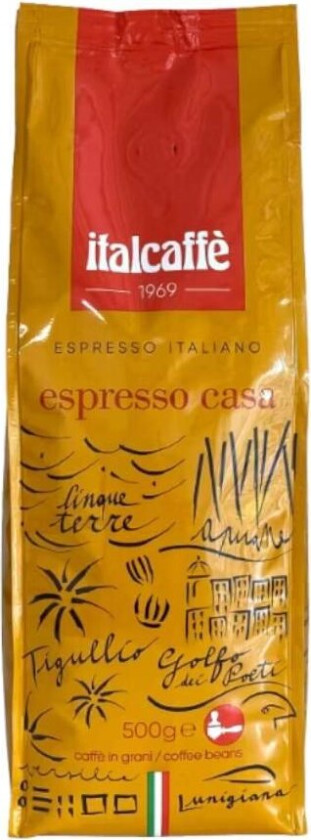 italcaffè
1969
ESPRESSO ITALIANO
espresso casa
Cinque
terre
apuane
Tigullio
Golfo
dei Poeti
500g e
caffè in grani / coffee beans
versilia
Lunigiana